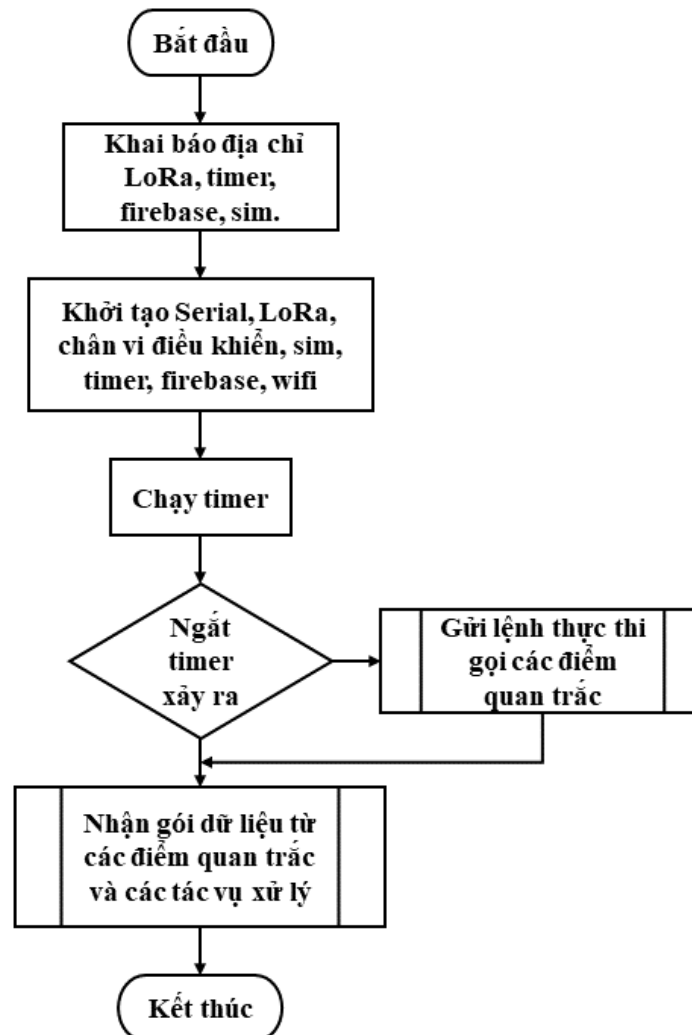 Bắt đầu
Khai báo địa chỉ
LoRa, timer,
firebase, sim.
Khởi tạo Serial, LoRa,
chân vi điều khiển, sim,
timer, firebase, wifi
Chạy timer
Ngắt
timer
xảy ra
Gửi lệnh thực thi
gọi các điểm
quan trắc
Nhận gói dữ liệu từ
các điểm quan trắc
và các tác vụ xử lý
Kết thúc